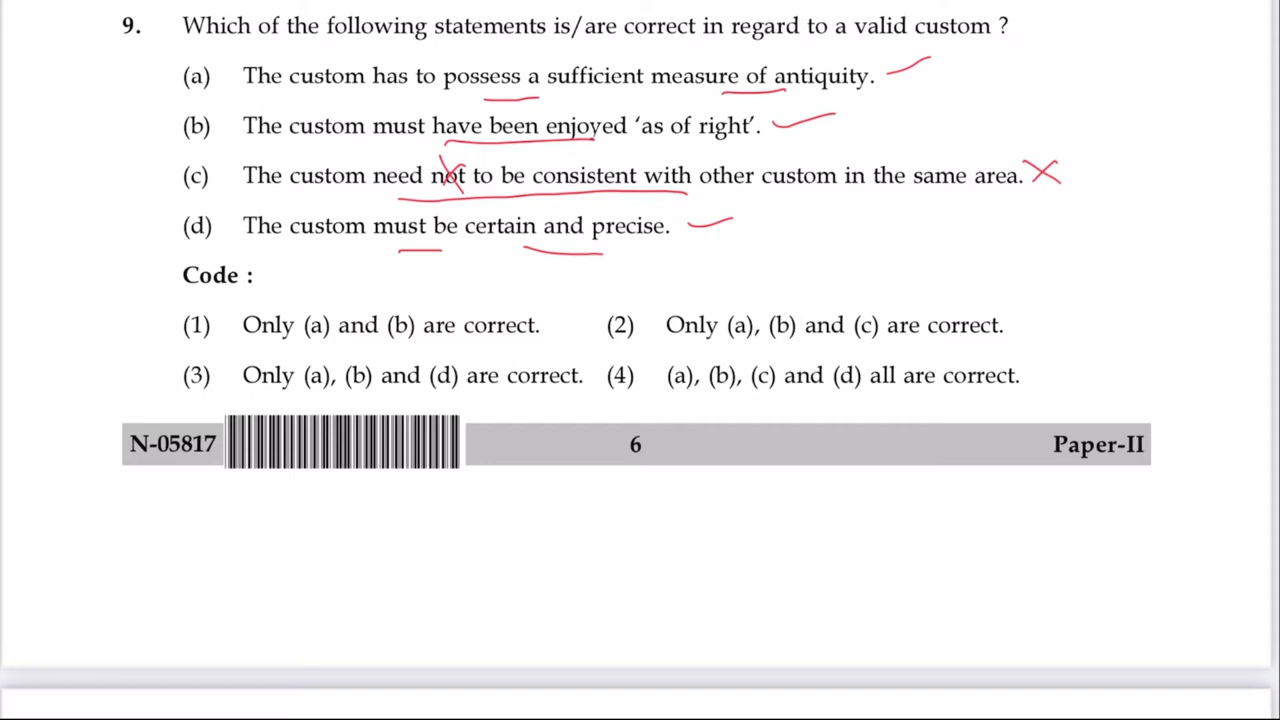 9. Which of the following statements is/are correct in regard to a valid custom ?
(a) The custom has to possess a sufficient measure of antiquity.
(b) The custom must have been enjoyed 'as of right'.
(c) The custom need not to be consistent with other custom in the same area.
(d) The custom must be certain and precise.
Code :
(1) Only (a) and (b) are correct. (2) Only (a), (b) and (c) are correct.
(3) Only (a), (b) and (d) are correct. (4) (a), (b), (c) and (d) all are correct.
N-05817 6 Paper-II